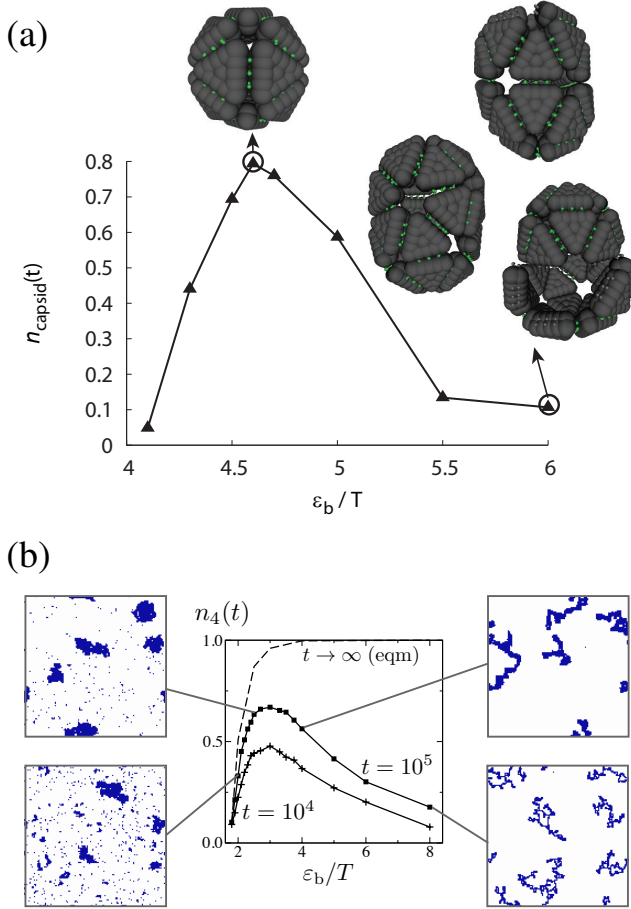 (a)
0.8
0.7
0.6
0.5
0.4
0.3
0.2
0.1
0
n_capsid(t)
4 4.5 5 5.5 6
ε_b / T
(b)
n_4(t)
1.0
0.5
0.0
t → ∞ (eqm)
t = 10^5
t = 10^4
2 4 6 8
ε_b/T